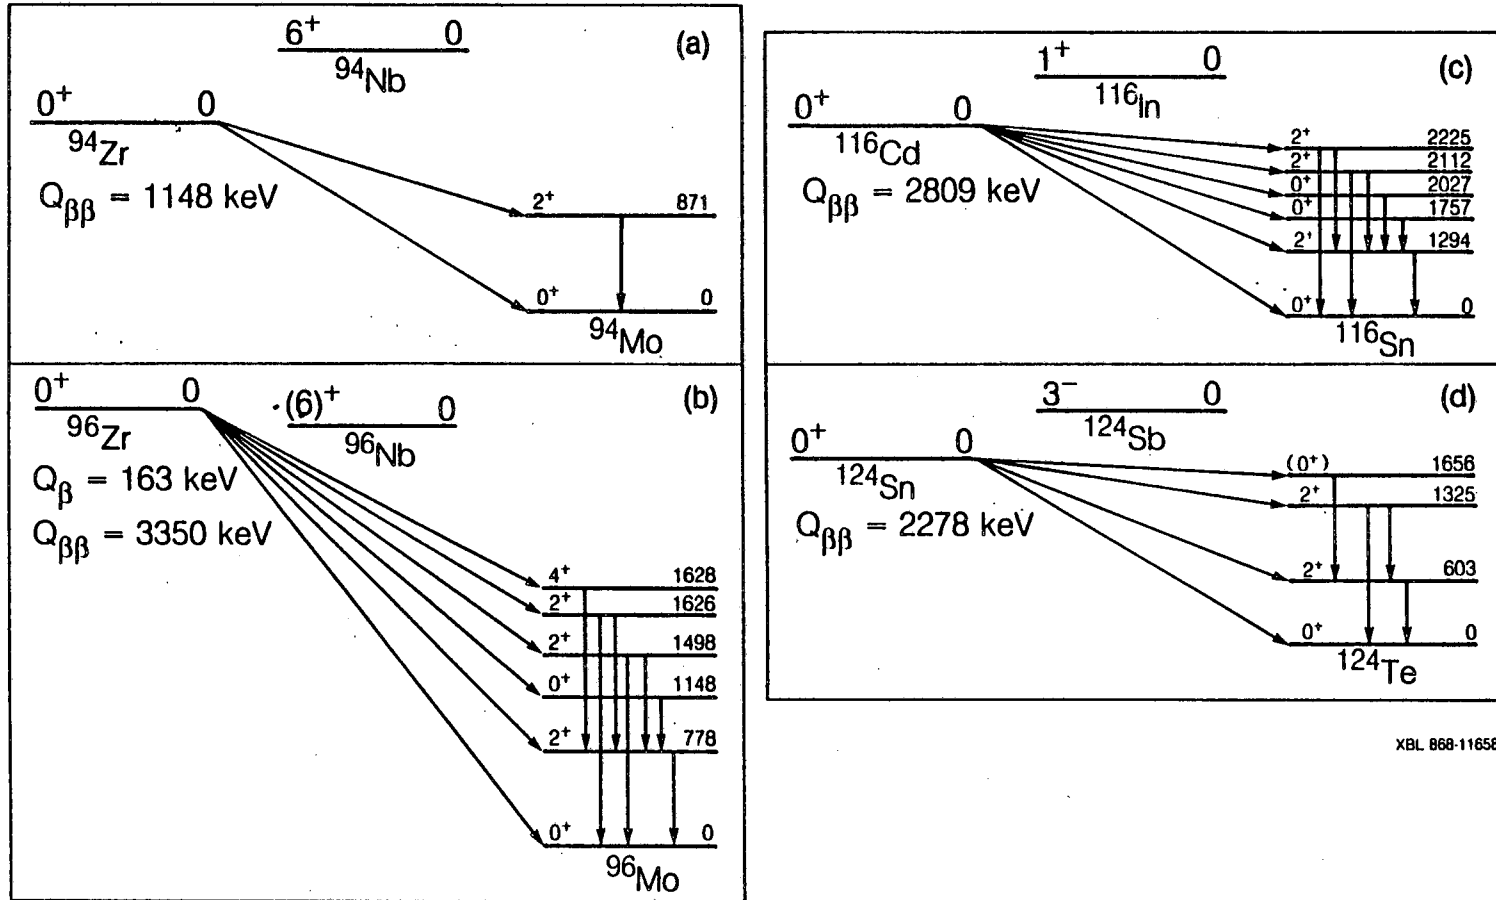 6⁺ 0 (a)
⁹⁴Nb
0⁺ 0
⁹⁴Zr
Qββ = 1148 keV
2⁺ 871
0⁺ 0
⁹⁴Mo
0⁺ 0 (6)⁺ 0 (b)
⁹⁶Zr ⁹⁶Nb
Qβ = 163 keV
Qββ = 3350 keV
4⁺ 1628
2⁺ 1626
2⁺ 1498
0⁺ 1148
2⁺ 778
0⁺ 0
⁹⁶Mo
1⁺ 0 (c)
¹¹⁶In
0⁺ 0
¹¹⁶Cd
Qββ = 2809 keV
2⁺ 2225
2⁺ 2112
0⁺ 2027
0⁺ 1757
2⁺ 1294
0⁺ 0
¹¹⁶Sn
3⁻ 0 (d)
¹²⁴Sb
0⁺ 0
¹²⁴Sn
Qββ = 2278 keV
(0⁺) 1656
2⁺ 1325
2⁺ 603
0⁺ 0
¹²⁴Te
XBL 868-11658